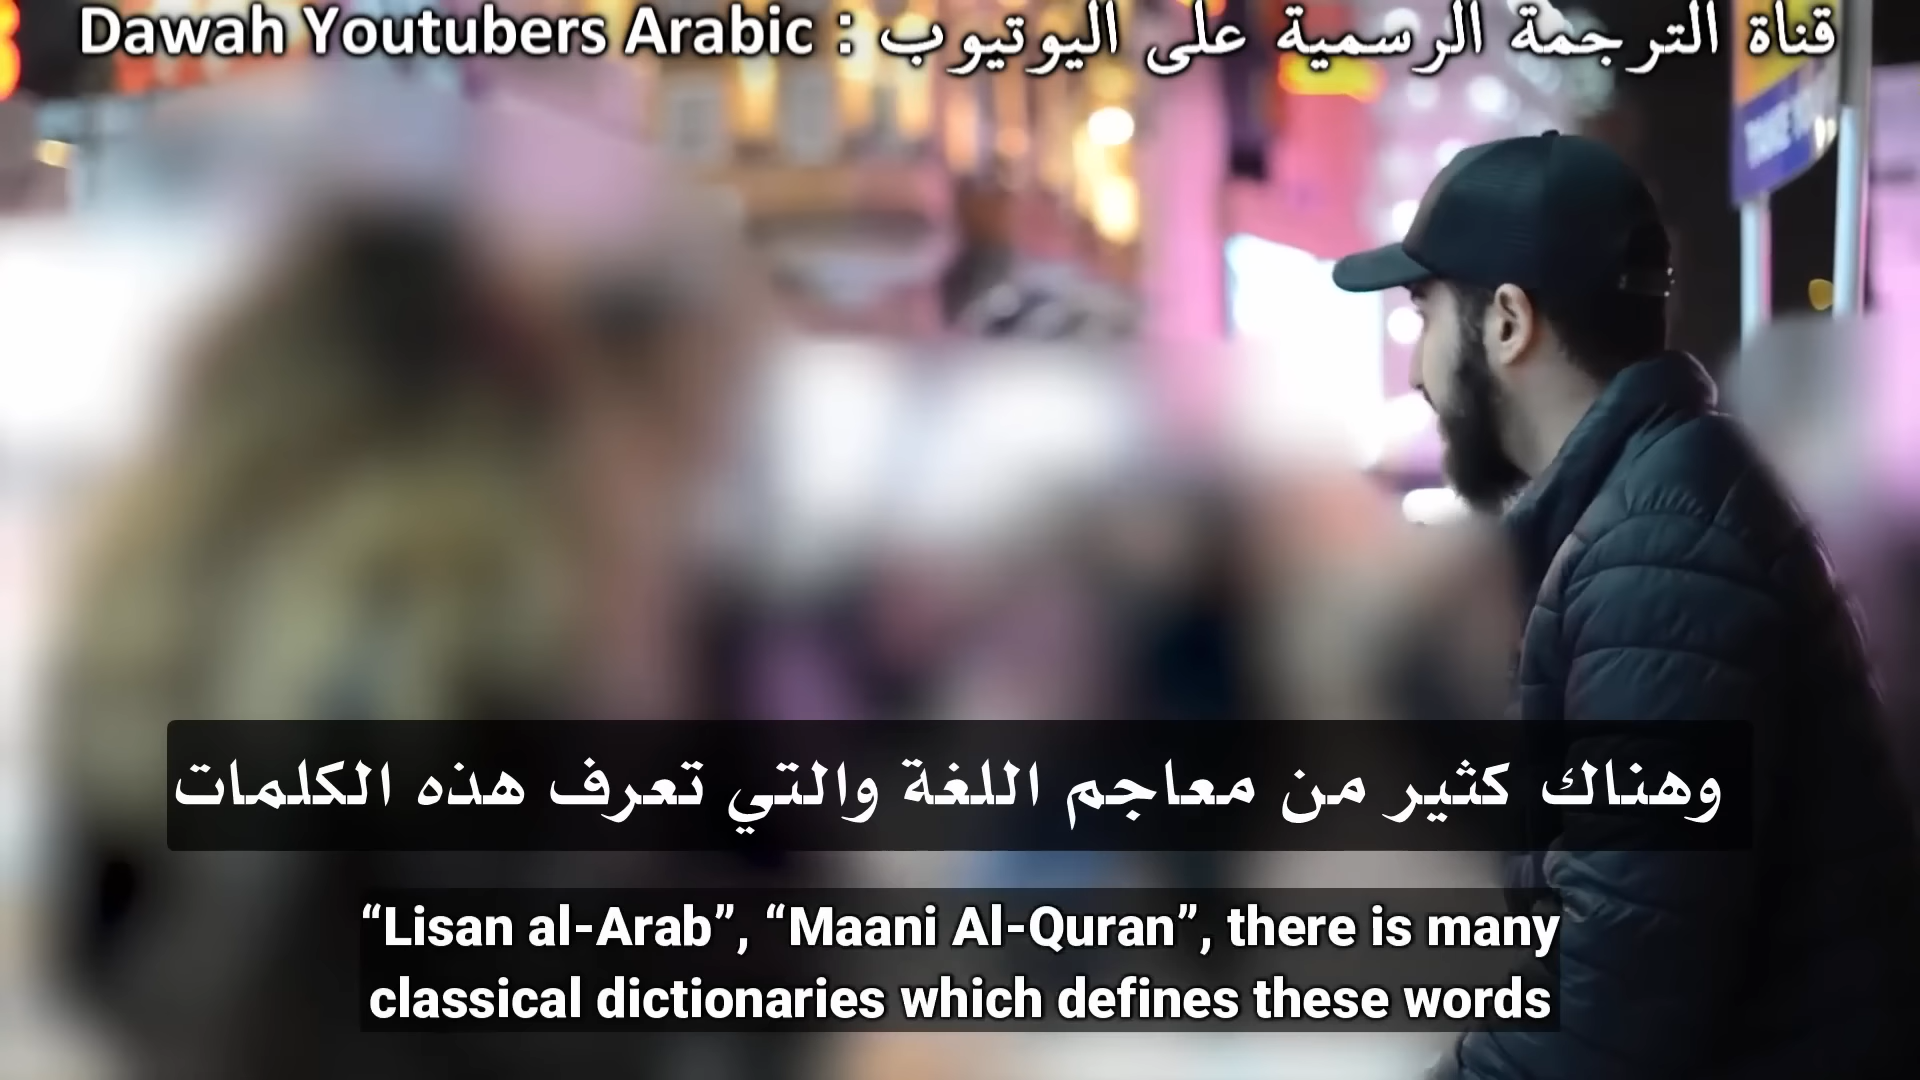 Dawah Youtubers Arabic : قناة الترجمة الرسمية على اليوتيوب
وهناك كثير من معاجم اللغة والتي تعرف هذه الكلمات
“Lisan al-Arab”, “Maani Al-Quran”, there is many
classical dictionaries which defines these words